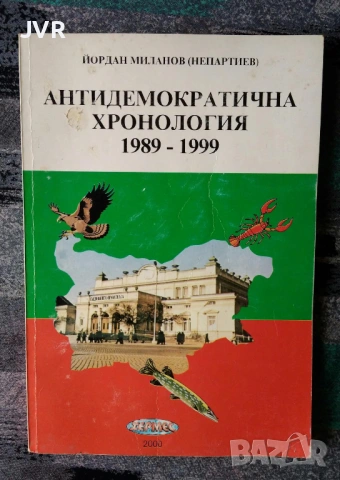 JVR
ЙОРДАН МИЛАНОВ (НЕПАРТИЕВ)
АНТИДЕМОКРАТИЧНА
ХРОНОЛОГИЯ
1989 - 1999
2000
BAZAR